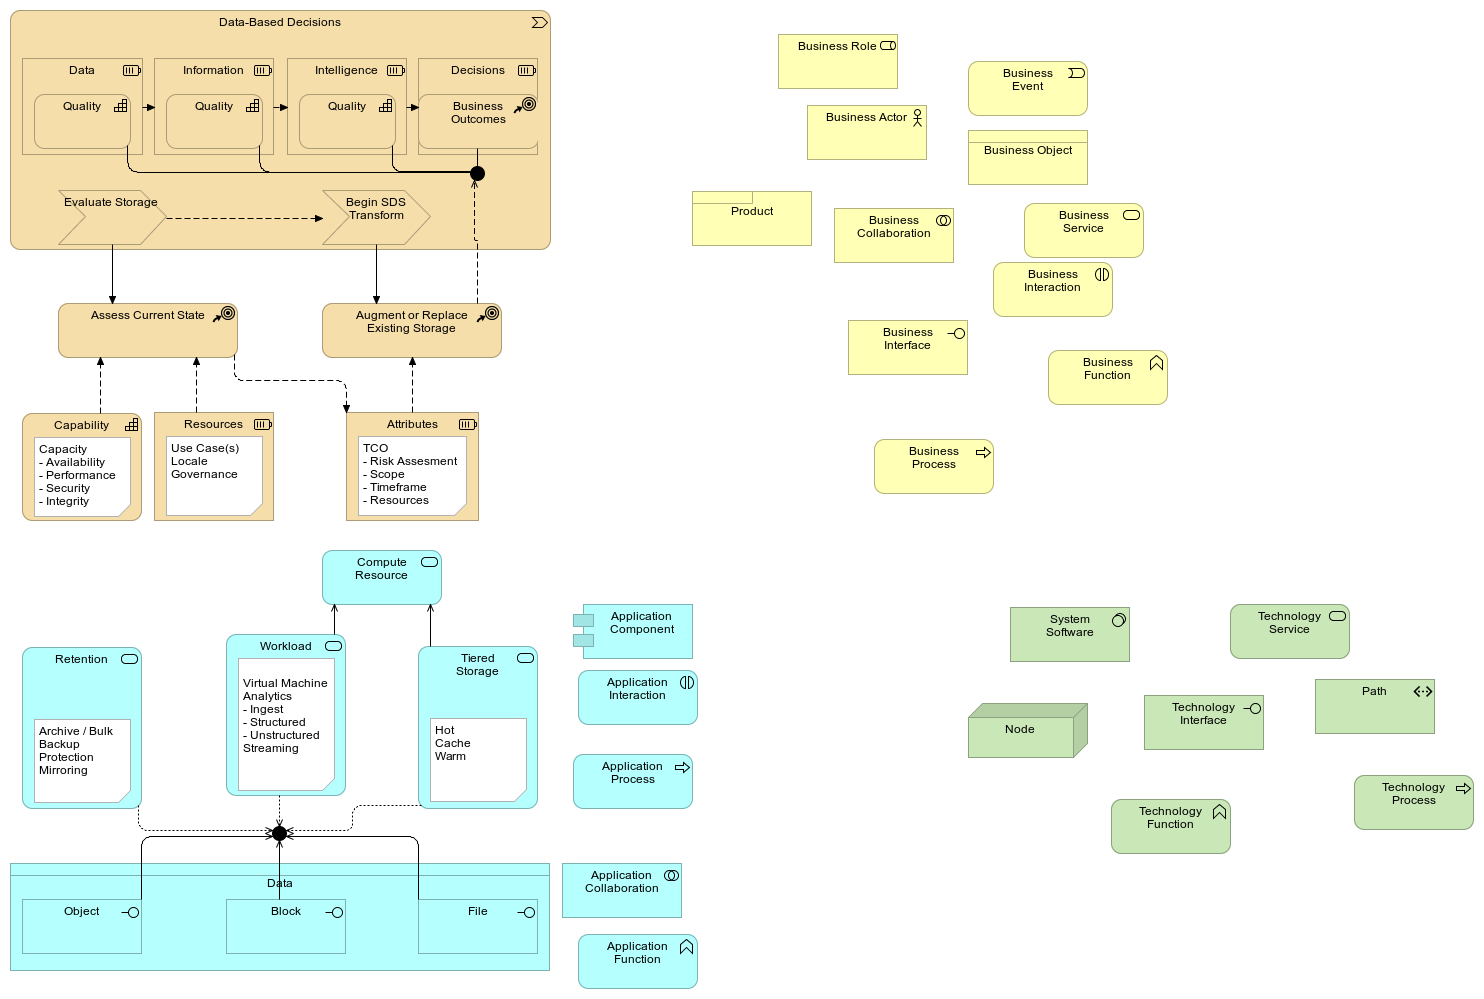 Data-Based Decisions
Data
Information
Intelligence
Decisions
Quality
Quality
Quality
Business
Outcomes
Evaluate Storage
Begin SDS
Transform
Assess Current State
Augment or Replace
Existing Storage
Capability
Capacity
- Availability
- Performance
- Security
- Integrity
Resources
Use Case(s)
Locale
Governance
Attributes
TCO
- Risk Assesment
- Scope
- Timeframe
- Resources
Compute
Resource
Retention
Archive / Bulk
Backup
Protection
Mirroring
Workload
Virtual Machine
Analytics
- Ingest
- Structured
- Unstructured
Streaming
Tiered
Storage
Hot
Cache
Warm
Data
Object
Block
File
Application
Component
Application
Interaction
Application
Process
Application
Collaboration
Application
Function
Business Role
Business
Event
Business Actor
Business Object
Product
Business
Collaboration
Business
Service
Business
Interaction
Business
Interface
Business
Function
Business
Process
System
Software
Technology
Service
Path
Technology
Interface
Node
Technology
Process
Technology
Function